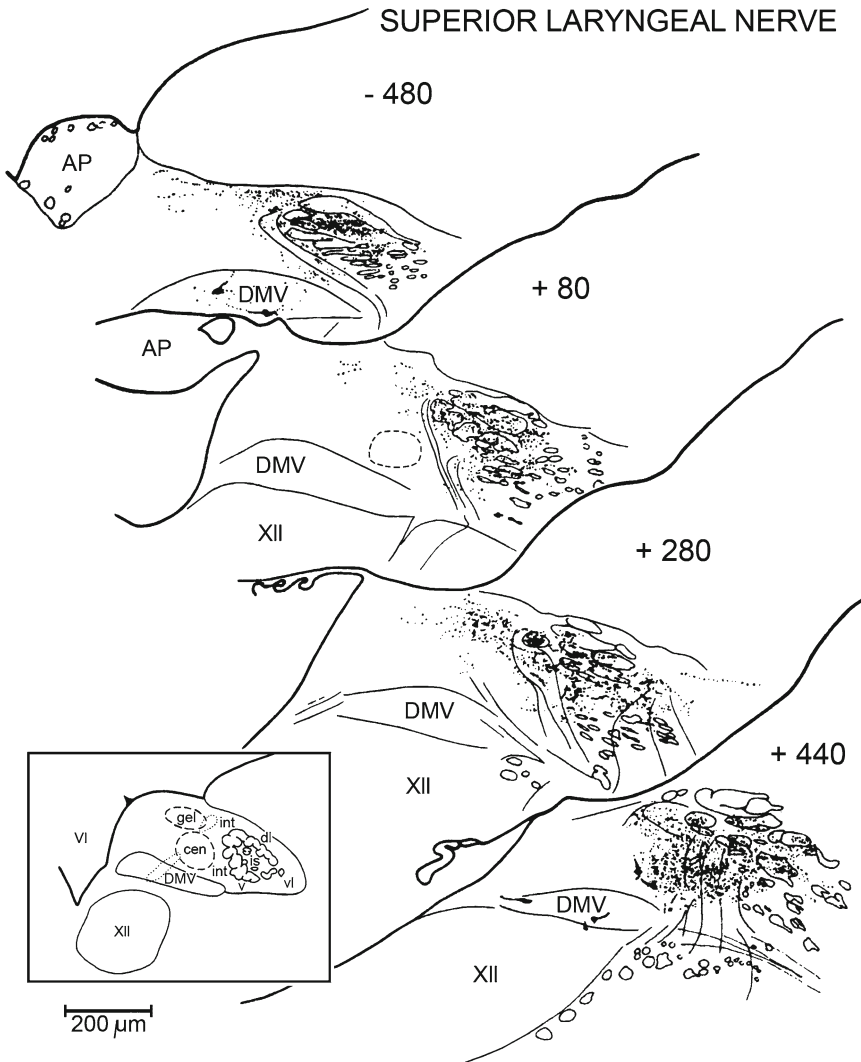 SUPERIOR LARYNGEAL NERVE
- 480
AP
DMV
+ 80
AP
DMV
XII
+ 280
DMV
XII
+ 440
DMV
XII
VI
gel
int
cen
dl
ls
int
DMV
v
vl
XII
200 µm